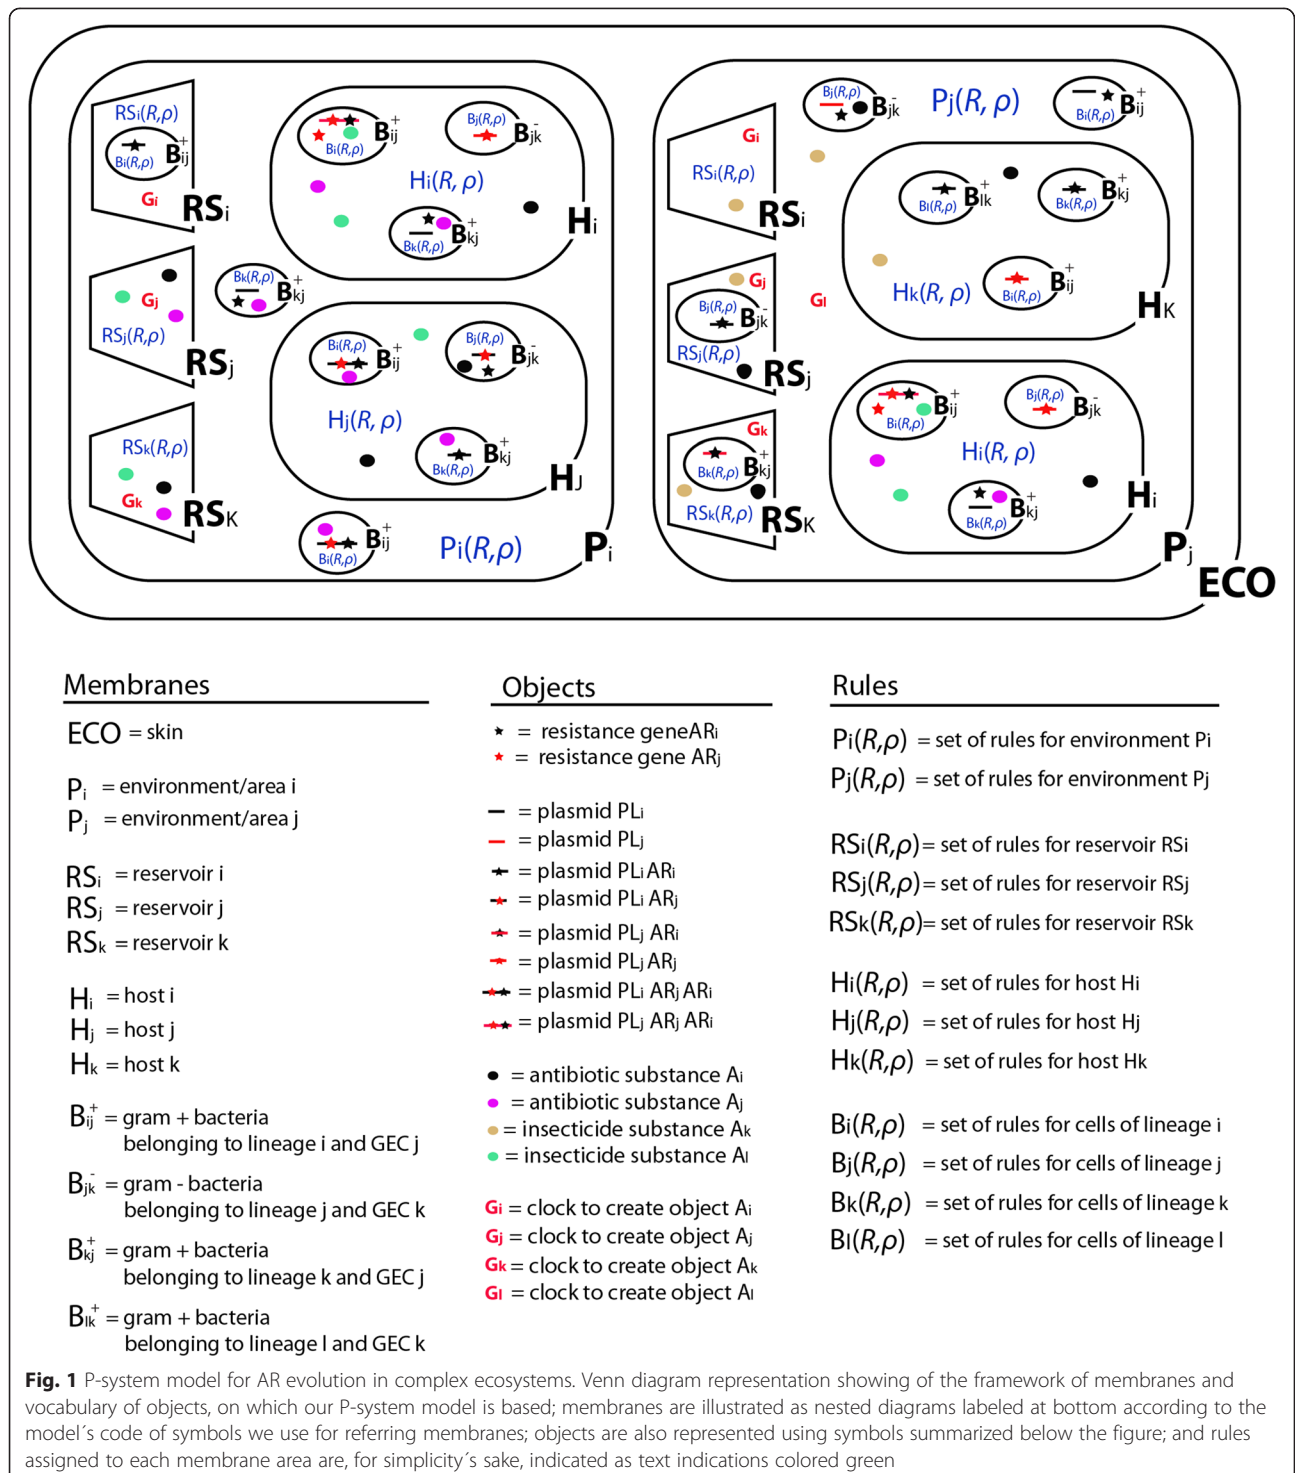 RSi(R,ρ)
Bij+
Bi(R,ρ)
Gi
RSi
Gj
RSj(R,ρ)
RSj
RSk(R,ρ)
Gk
RSK
Bk(R,ρ)
Bkj+
Bij+
Bi(R,ρ)
Bj(R,ρ)
Bjk-
Hi(R, ρ)
Bkj+
Bk(R,ρ)
Hi
Bi(R,ρ)
Bij+
Bj(R,ρ)
Bjk-
Hj(R, ρ)
Bkj+
Bk(R,ρ)
HJ
Bij+
Bi(R,ρ)
Pi(R,ρ)
Pi
Gi
RSi(R,ρ)
RSi
Gj
Bj(R,ρ)
Bjk-
RSj(R,ρ)
RSj
Gk
Bkj+
Bk(R,ρ)
RSk(R,ρ)
RSK
Gl
Bj(R,ρ)
Bjk-
Pj(R, ρ)
Bij+
Bi(R,ρ)
Blk+
Bl(R,ρ)
Bkj+
Bk(R,ρ)
Hk(R, ρ)
Bij+
Bi(R,ρ)
HK
Bij+
Bi(R,ρ)
Bj(R,ρ)
Bjk-
Hi(R, ρ)
Bkj+
Bk(R,ρ)
Hi
Pj
ECO
Membranes
ECO = skin
Pi = environment/area i
Pj = environment/area j
RSi = reservoir i
RSj = reservoir j
RSk = reservoir k
Hi = host i
Hj = host j
Hk = host k
Bij+ = gram + bacteria
belonging to lineage i and GEC j
Bjk- = gram - bacteria
belonging to lineage j and GEC k
Bkj+ = gram + bacteria
belonging to lineage k and GEC j
Blk+ = gram + bacteria
belonging to lineage l and GEC k
Objects
= resistance geneARi
= resistance gene ARj
= plasmid PLi
= plasmid PLj
= plasmid PLi ARi
= plasmid PLi ARj
= plasmid PLj ARi
= plasmid PLj ARj
= plasmid PLi ARj ARi
= plasmid PLj ARj ARi
= antibiotic substance Ai
= antibiotic substance Aj
= insecticide substance Ak
= insecticide substance Al
Gi = clock to create object Ai
Gj = clock to create object Aj
Gk = clock to create object Ak
Gl = clock to create object Al
Rules
Pi(R,ρ) = set of rules for environment Pi
Pj(R,ρ) = set of rules for environment Pj
RSi(R,ρ)= set of rules for reservoir RSi
RSj(R,ρ)= set of rules for reservoir RSj
RSk(R,ρ)= set of rules for reservoir RSk
Hi(R,ρ) = set of rules for host Hi
Hj(R,ρ) = set of rules for host Hj
Hk(R,ρ) = set of rules for host Hk
Bi(R,ρ) = set of rules for cells of lineage i
Bj(R,ρ) = set of rules for cells of lineage j
Bk(R,ρ) = set of rules for cells of lineage k
Bl(R,ρ) = set of rules for cells of lineage l
Fig. 1 P-system model for AR evolution in complex ecosystems. Venn diagram representation showing of the framework of membranes and
vocabulary of objects, on which our P-system model is based; membranes are illustrated as nested diagrams labeled at bottom according to the
model´s code of symbols we use for referring membranes; objects are also represented using symbols summarized below the figure; and rules
assigned to each membrane area are, for simplicity´s sake, indicated as text indications colored green